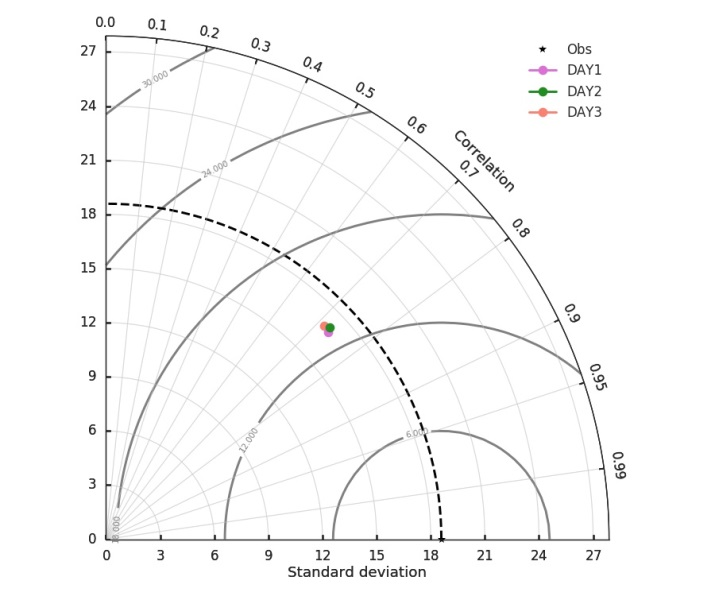 0.0 0.1 0.2 0.3 0.4 0.5 0.6 0.7 0.8 0.9 0.95 0.99
Correlation
Obs
DAY1
DAY2
DAY3
30.000
24.000
12.000
6.000
18.000
27
24
21
18
15
12
9
6
3
0
0 3 6 9 12 15 18 21 24 27
Standard deviation